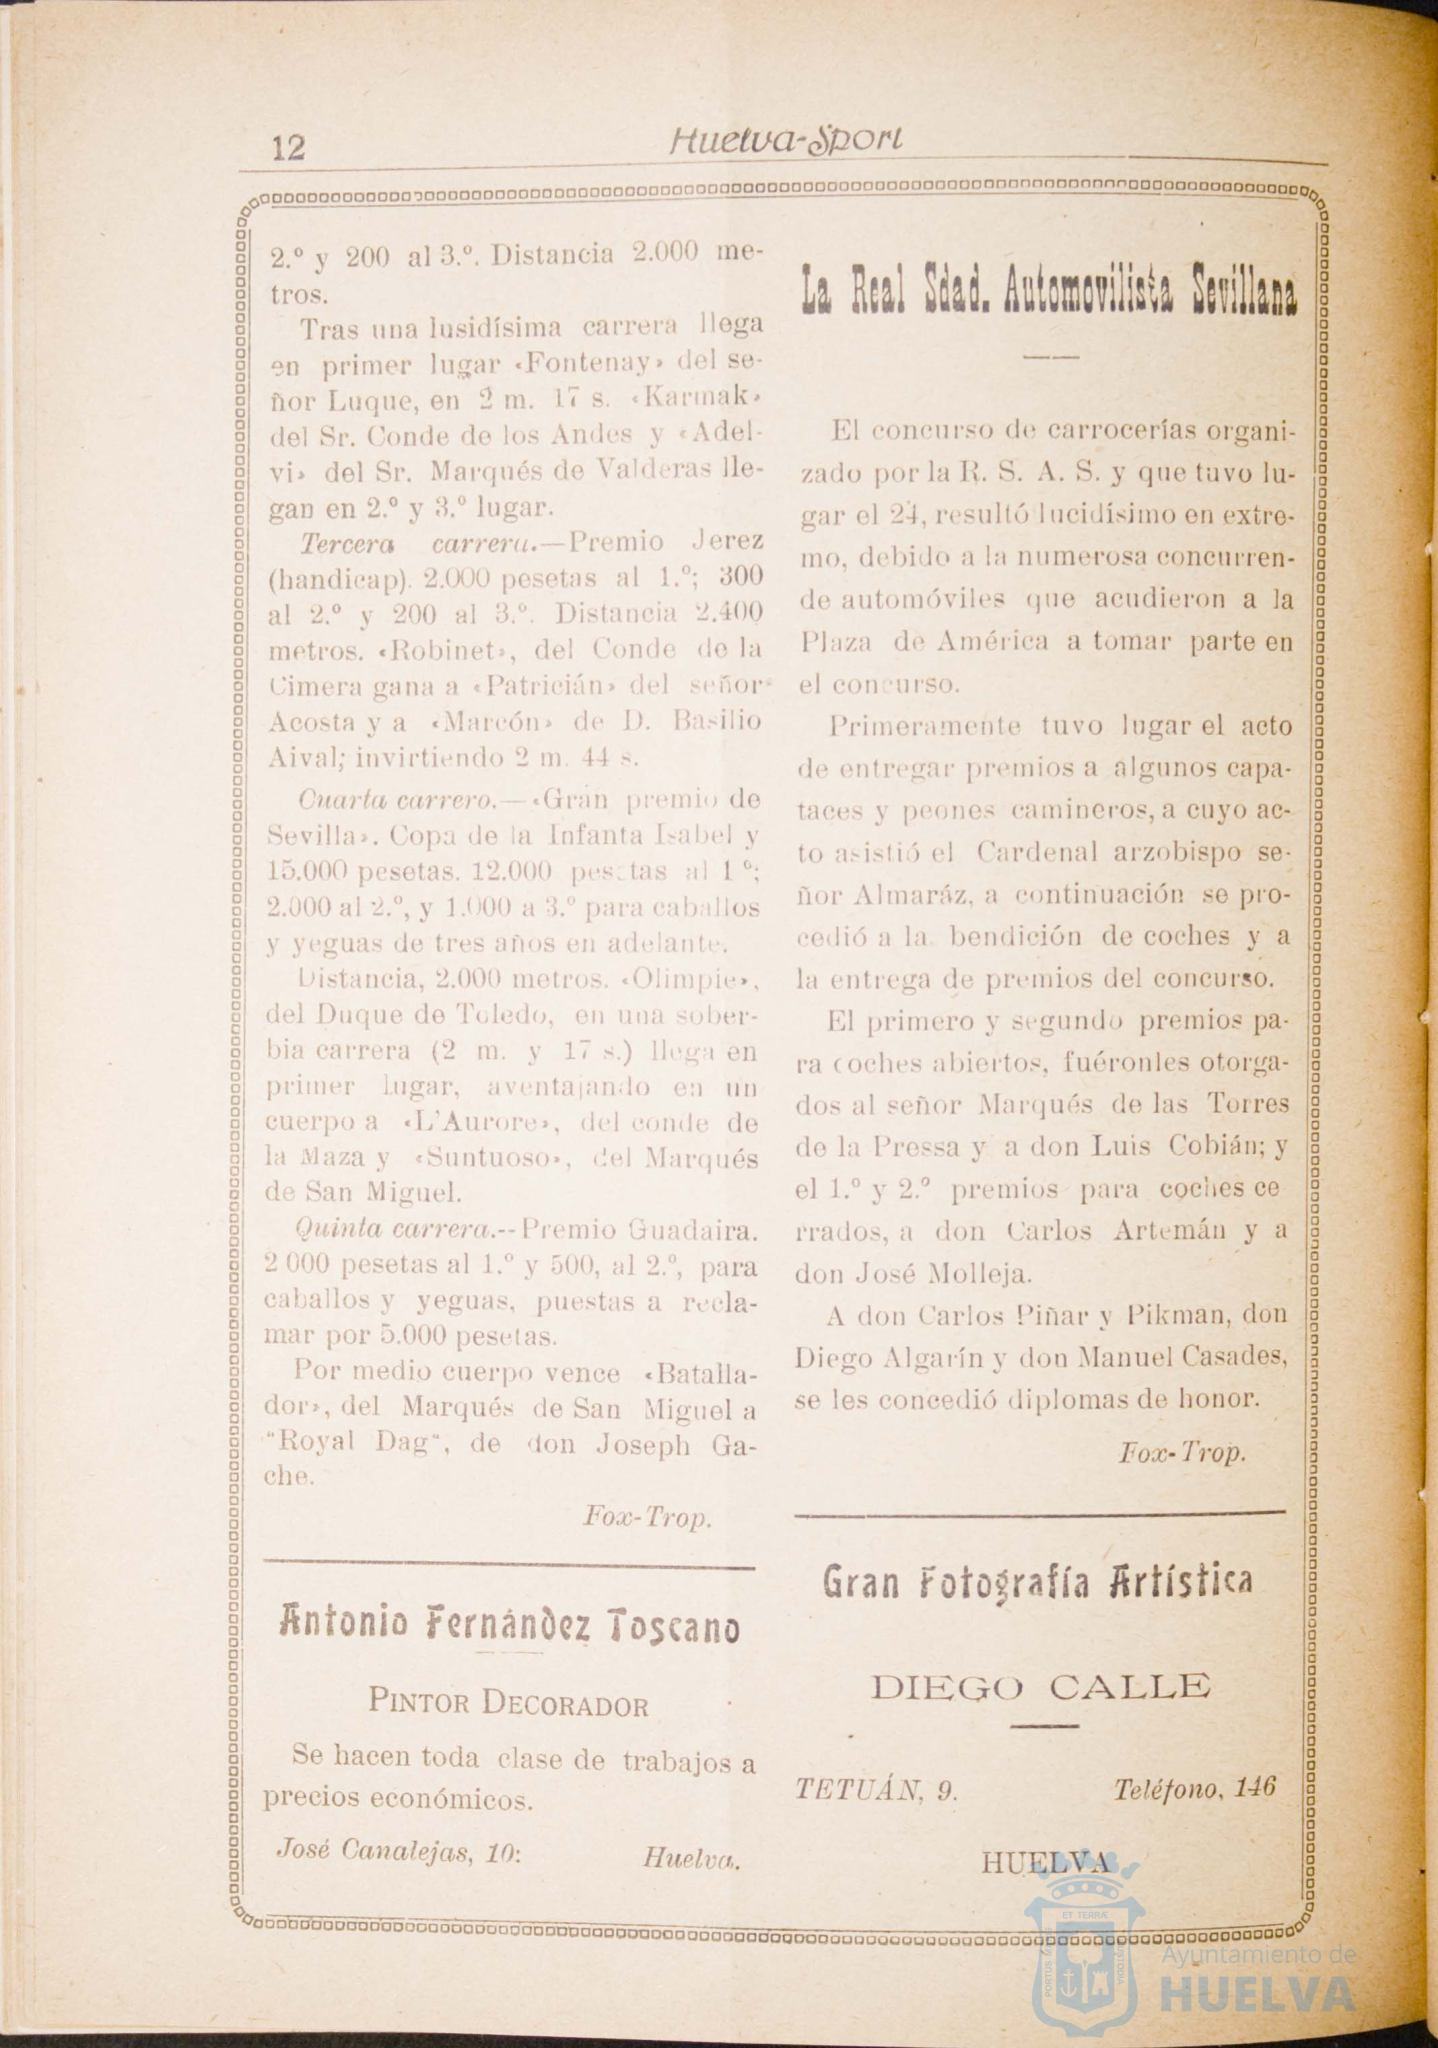 12
Huelva-Sport
2.º y 200 al 3.º. Distancia 2.000 me-
tros.
Tras una lusidísima carrera llega
en primer lugar «Fontenay» del se-
ñor Luque, en 2 m. 17 s. «Karmak»
del Sr. Conde de los Andes y «Adel-
vi» del Sr. Marqués de Valderas lle-
gan en 2.º y 3.º lugar.
Tercera carrera.—Premio Jerez
(handicap). 2.000 pesetas al 1.º; 300
al 2.º y 200 al 3.º. Distancia 2.400
metros. «Robinet», del Conde de la
Cimera gana a «Patricián» del señor
Acosta y a «Marcón» de D. Basilio
Aival; invirtiendo 2 m. 44 s.
Cuarta carrero.—«Gran premio de
Sevilla». Copa de la Infanta Isabel y
15.000 pesetas. 12.000 pesetas al 1 º;
2.000 al 2.º, y 1.000 a 3.º para caballos
y yeguas de tres años en adelante.
Distancia, 2.000 metros. «Olimpie»,
del Duque de Toledo, en una sober-
bia carrera (2 m. y 17 s.) llega en
primer lugar, aventajando en un
cuerpo a «L'Aurore», del conde de
la Maza y «Suntuoso», del Marqués
de San Miguel.
Quinta carrera.--Premio Guadaira.
2 000 pesetas al 1.º y 500, al 2.º, para
caballos y yeguas, puestas a recla-
mar por 5.000 pesetas.
Por medio cuerpo vence «Batalla-
dor», del Marqués de San Miguel a
"Royal Dag", de don Joseph Ga-
che.
Fox-Trop.
Antonio Fernández Toscano
PINTOR DECORADOR
Se hacen toda clase de trabajos a
precios económicos.
José Canalejas, 10: Huelva.
La Real Sdad. Automovilista Sevillana
El concurso de carrocerías organi-
zado por la R. S. A. S. y que tuvo lu-
gar el 24, resultó lucidísimo en extre-
mo, debido a la numerosa concurren-
de automóviles que acudieron a la
Plaza de América a tomar parte en
el concurso.
Primeramente tuvo lugar el acto
de entregar premios a algunos capa-
taces y peones camineros, a cuyo ac-
to asistió el Cardenal arzobispo se-
ñor Almaráz, a continuación se pro-
cedió a la bendición de coches y a
la entrega de premios del concurso.
El primero y segundo premios pa-
ra coches abiertos, fuéronles otorga-
dos al señor Marqués de las Torres
de la Pressa y a don Luis Cobián; y
el 1.º y 2.º premios para coches ce
rrados, a don Carlos Artemán y a
don José Molleja.
A don Carlos Piñar y Pikman, don
Diego Algarín y don Manuel Casades,
se les concedió diplomas de honor.
Fox-Trop.
Gran Fotografía Artística
DIEGO CALLE
TETUÁN, 9. Teléfono, 146
HUELVA
ET TERRÆ
PORTUS MARIS
CUSTODIA
Ayuntamiento de
HUELVA